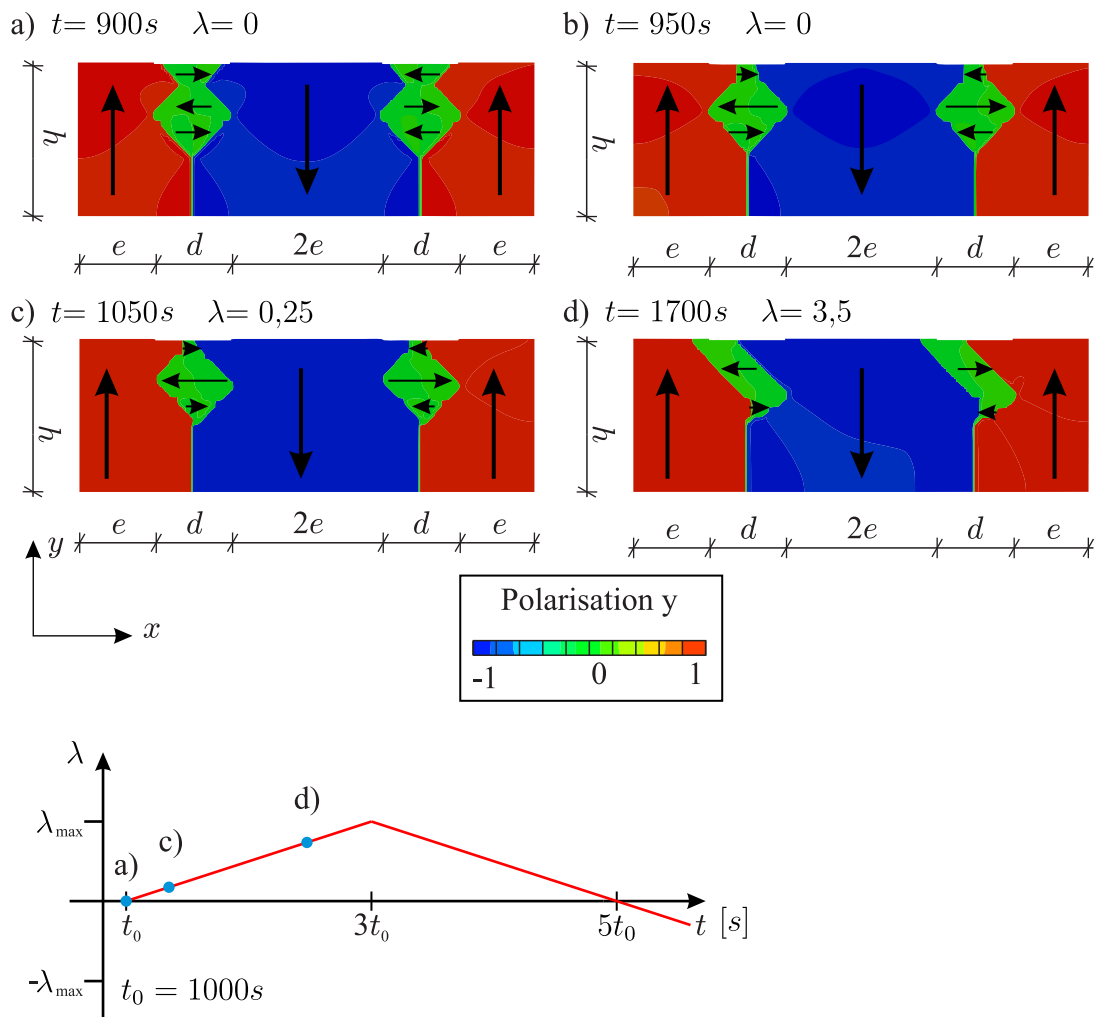 a) t= 900s λ= 0
b) t= 950s λ= 0
h
h
e d 2e d e
e d 2e d e
c) t= 1050s λ= 0,25
d) t= 1700s λ= 3,5
h
h
e d 2e d e
e d 2e d e
y
x
Polarisation y
-1 0 1
λ
d)
λmax
c)
a)
t₀ 3t₀ 5t₀ t [s]
-λmax
t₀ = 1000s